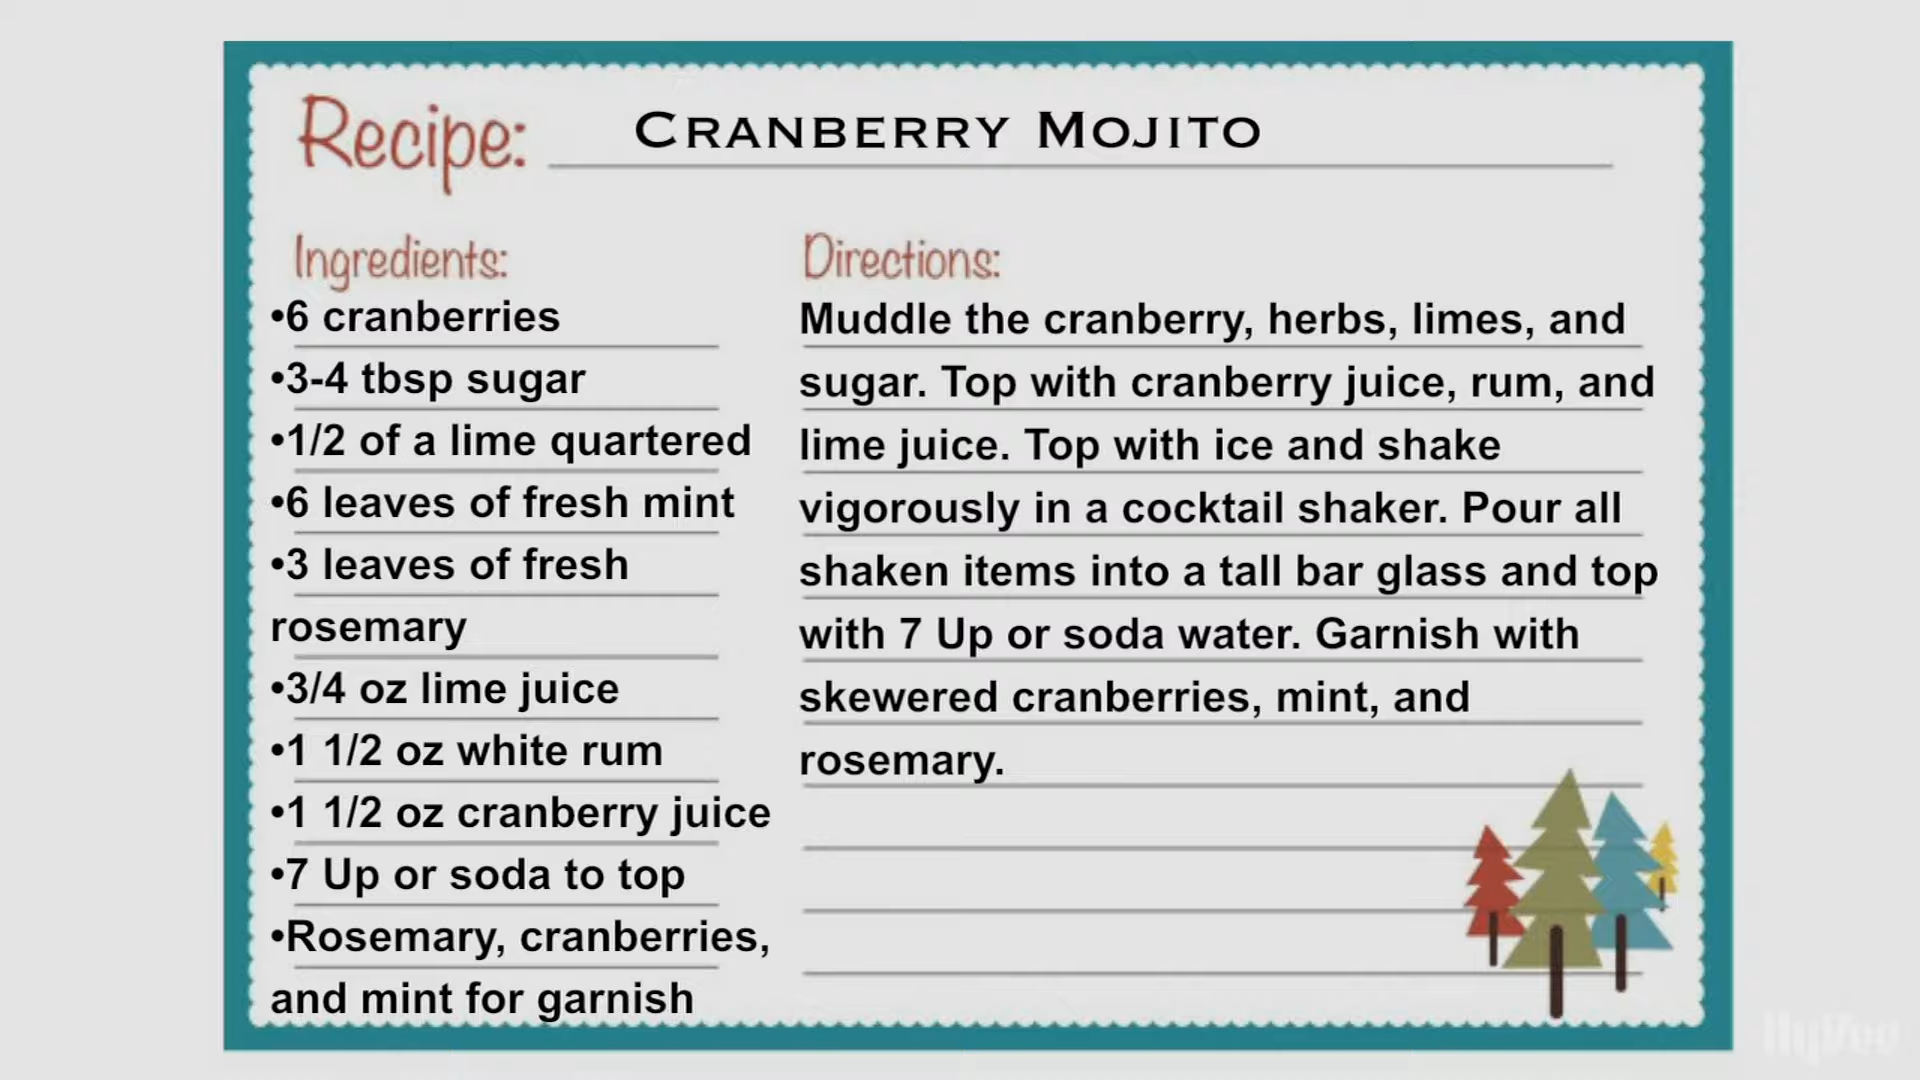 Recipe: CRANBERRY MOJITO
Ingredients:
•6 cranberries
•3-4 tbsp sugar
•1/2 of a lime quartered
•6 leaves of fresh mint
•3 leaves of fresh
rosemary
•3/4 oz lime juice
•1 1/2 oz white rum
•1 1/2 oz cranberry juice
•7 Up or soda to top
•Rosemary, cranberries,
and mint for garnish
Directions:
Muddle the cranberry, herbs, limes, and
sugar. Top with cranberry juice, rum, and
lime juice. Top with ice and shake
vigorously in a cocktail shaker. Pour all
shaken items into a tall bar glass and top
with 7 Up or soda water. Garnish with
skewered cranberries, mint, and
rosemary.
HyVee